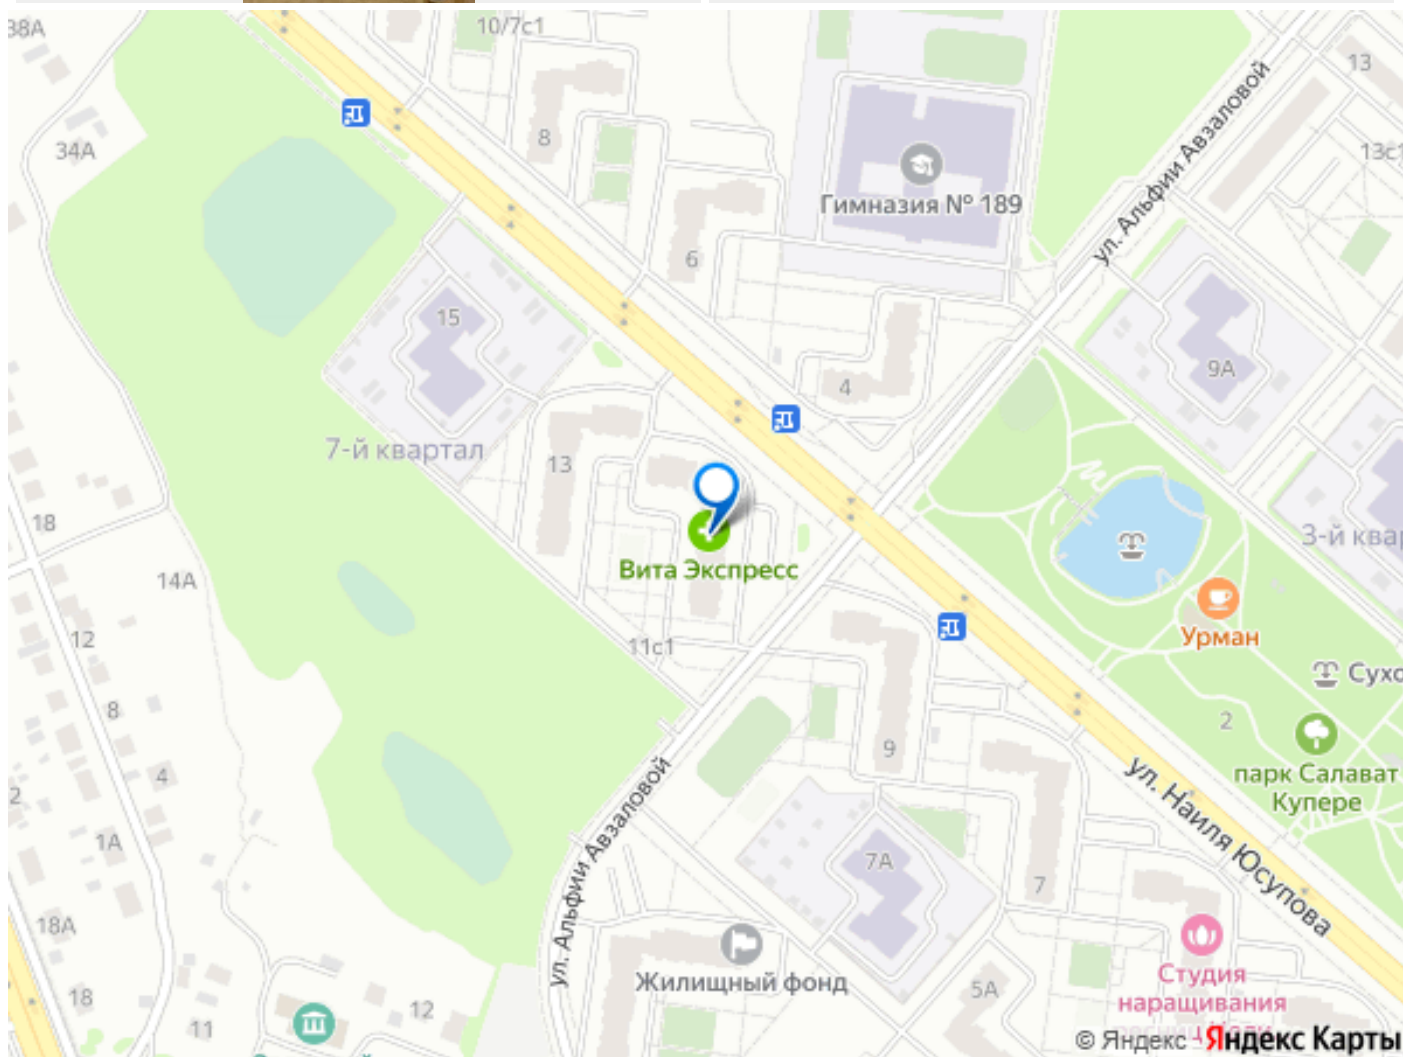 38А
10/7с1
13
8
34А
13с1
Гимназия № 189
ул. Альфии Авзаловой
6
15
9А
4
7-й квартал
13
18
3-й ква
14А
Вита Экспресс
Урман
12
11с1
Сухо
8
2
9
4
парк Салават
Купере
2
ул. Наиля Юсупова
1А
ул. Альфии Авзаловой
7А
7
18А
Жилищный фонд
Студия
наращивания
5А
18
12
11
© Яндекс Яндекс Карты